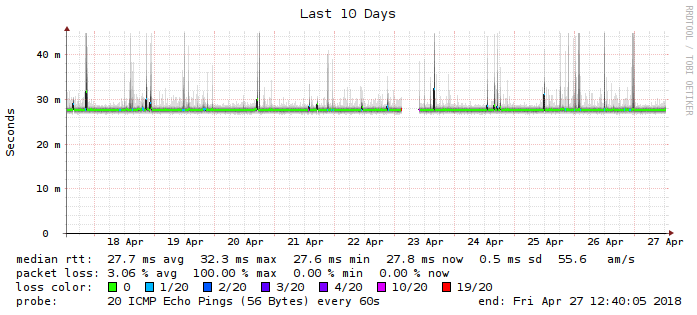 Last 10 Days
RRDTOOL / TOBI OETIKER
Seconds
40 m
30 m
20 m
10 m
0
18 Apr 19 Apr 20 Apr 21 Apr 22 Apr 23 Apr 24 Apr 25 Apr 26 Apr 27 Apr
median rtt: 27.7 ms avg 32.3 ms max 27.6 ms min 27.8 ms now 0.5 ms sd 55.6 am/s
packet loss: 3.06 % avg 100.00 % max 0.00 % min 0.00 % now
loss color: 0 1/20 2/20 3/20 4/20 10/20 19/20
probe: 20 ICMP Echo Pings (56 Bytes) every 60s end: Fri Apr 27 12:40:05 2018